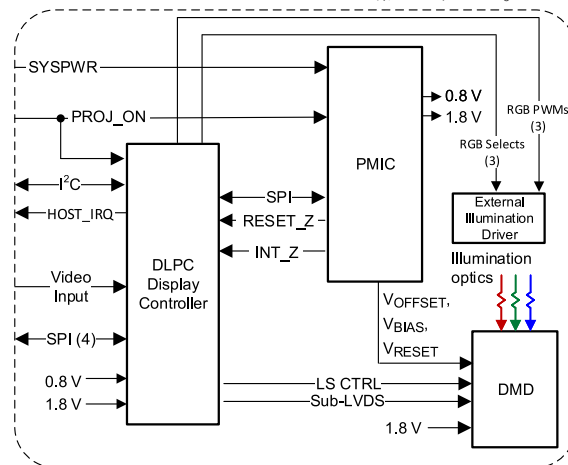 SYSPWR
PROJ_ON
I2C
HOST_IRQ
Video
Input
SPI (4)
0.8 V
1.8 V
DLPC
Display
Controller
SPI
RESET_Z
INT_Z
PMIC
0.8 V
1.8 V
RGB PWMs
(3)
RGB Selects
(3)
External
Illumination
Driver
Illumination
optics
VOFFSET,
VBIAS,
VRESET
LS CTRL
Sub-LVDS
1.8 V
DMD